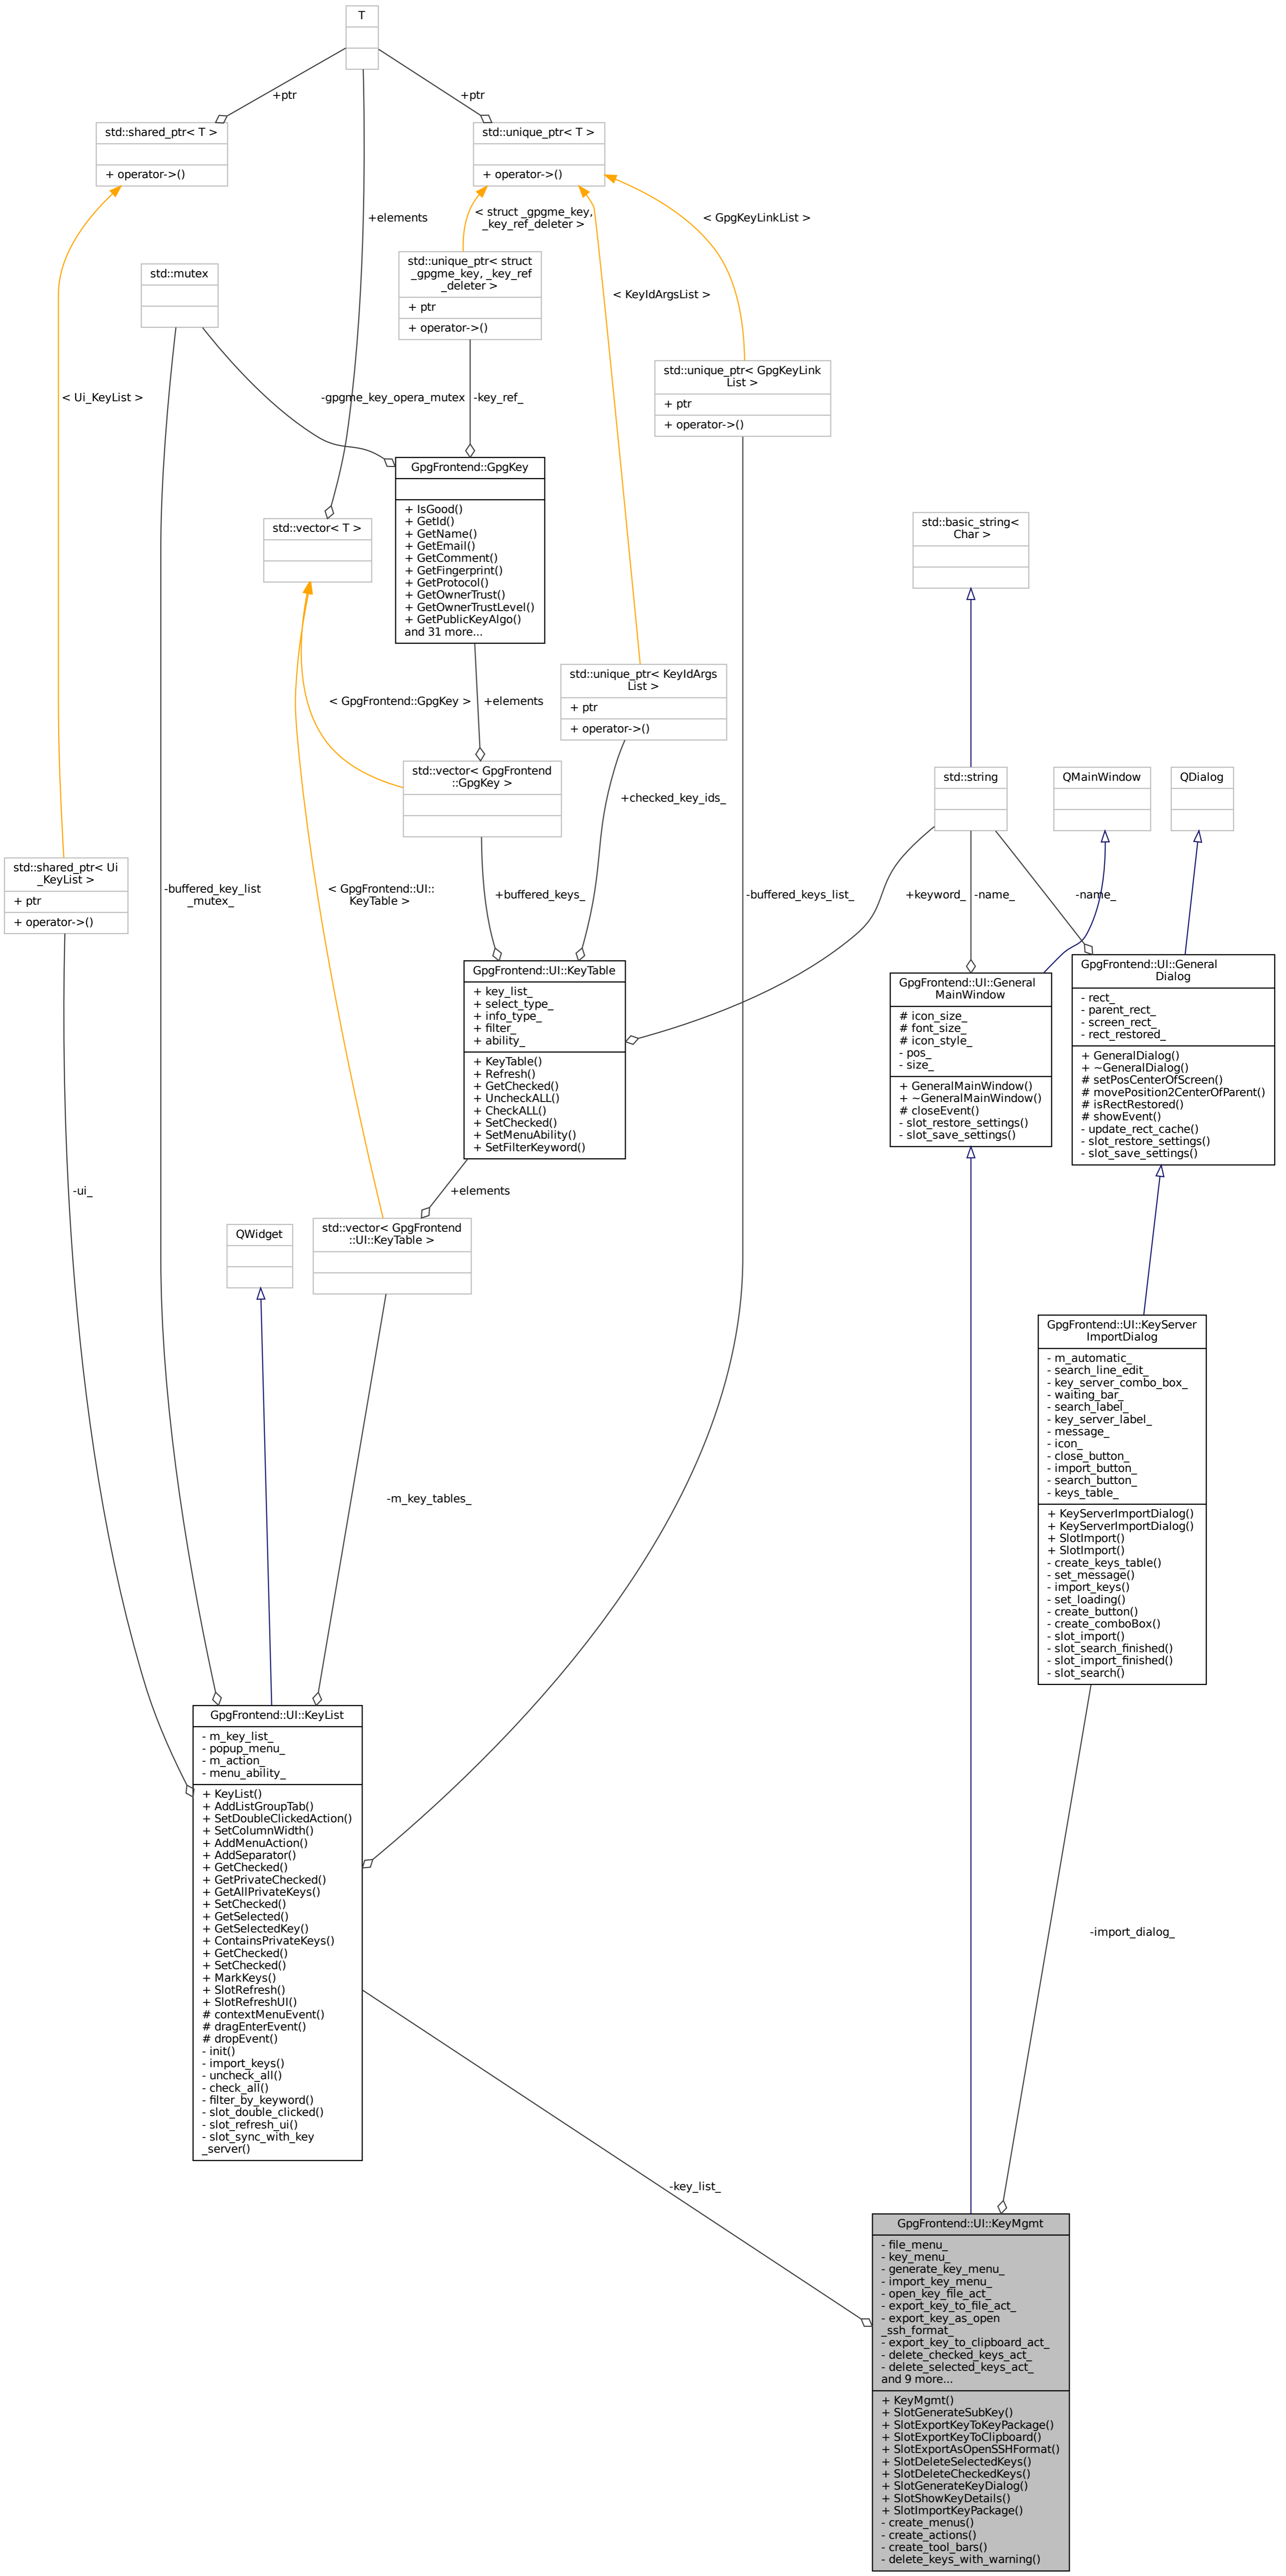 T
+ptr
+ptr
std::shared_ptr< T >
+ operator->()
std::unique_ptr< T >
+ operator->()
+elements
< struct _gpgme_key,
_key_ref_deleter >
< GpgKeyLinkList >
std::mutex
std::unique_ptr< struct
_gpgme_key, _key_ref
_deleter >
+ ptr
+ operator->()
< KeyIdArgsList >
std::unique_ptr< GpgKeyLink
List >
+ ptr
+ operator->()
< Ui_KeyList >
-gpgme_key_opera_mutex
-key_ref_
GpgFrontend::GpgKey
+ IsGood()
+ GetId()
+ GetName()
+ GetEmail()
+ GetComment()
+ GetFingerprint()
+ GetProtocol()
+ GetOwnerTrust()
+ GetOwnerTrustLevel()
+ GetPublicKeyAlgo()
and 31 more...
std::vector< T >
std::basic_string<
Char >
std::unique_ptr< KeyIdArgs
List >
+ ptr
+ operator->()
< GpgFrontend::GpgKey >
+elements
std::vector< GpgFrontend
::GpgKey >
std::string
QMainWindow
QDialog
+checked_key_ids_
std::shared_ptr< Ui
_KeyList >
+ ptr
+ operator->()
-buffered_key_list
_mutex_
< GpgFrontend::UI::
KeyTable >
+buffered_keys_
-buffered_keys_list_
+keyword_
-name_
-name_
GpgFrontend::UI::KeyTable
+ key_list_
+ select_type_
+ info_type_
+ filter_
+ ability_
+ KeyTable()
+ Refresh()
+ GetChecked()
+ UncheckALL()
+ CheckALL()
+ SetChecked()
+ SetMenuAbility()
+ SetFilterKeyword()
GpgFrontend::UI::General
MainWindow
# icon_size_
# font_size_
# icon_style_
- pos_
- size_
+ GeneralMainWindow()
+ ~GeneralMainWindow()
# closeEvent()
- slot_restore_settings()
- slot_save_settings()
GpgFrontend::UI::General
Dialog
- rect_
- parent_rect_
- screen_rect_
- rect_restored_
+ GeneralDialog()
+ ~GeneralDialog()
# setPosCenterOfScreen()
# movePosition2CenterOfParent()
# isRectRestored()
# showEvent()
- update_rect_cache()
- slot_restore_settings()
- slot_save_settings()
-ui_
+elements
QWidget
std::vector< GpgFrontend
::UI::KeyTable >
GpgFrontend::UI::KeyServer
ImportDialog
- m_automatic_
- search_line_edit_
- key_server_combo_box_
- waiting_bar_
- search_label_
- key_server_label_
- message_
- icon_
- close_button_
- import_button_
- search_button_
- keys_table_
+ KeyServerImportDialog()
+ KeyServerImportDialog()
+ SlotImport()
+ SlotImport()
- create_keys_table()
- set_message()
- import_keys()
- set_loading()
- create_button()
- create_comboBox()
- slot_import()
- slot_search_finished()
- slot_import_finished()
- slot_search()
-m_key_tables_
GpgFrontend::UI::KeyList
- m_key_list_
- popup_menu_
- m_action_
- menu_ability_
+ KeyList()
+ AddListGroupTab()
+ SetDoubleClickedAction()
+ SetColumnWidth()
+ AddMenuAction()
+ AddSeparator()
+ GetChecked()
+ GetPrivateChecked()
+ GetAllPrivateKeys()
+ SetChecked()
+ GetSelected()
+ GetSelectedKey()
+ ContainsPrivateKeys()
+ GetChecked()
+ SetChecked()
+ MarkKeys()
+ SlotRefresh()
+ SlotRefreshUI()
# contextMenuEvent()
# dragEnterEvent()
# dropEvent()
- init()
- import_keys()
- uncheck_all()
- check_all()
- filter_by_keyword()
- slot_double_clicked()
- slot_refresh_ui()
- slot_sync_with_key
_server()
-import_dialog_
-key_list_
GpgFrontend::UI::KeyMgmt
- file_menu_
- key_menu_
- generate_key_menu_
- import_key_menu_
- open_key_file_act_
- export_key_to_file_act_
- export_key_as_open
_ssh_format_
- export_key_to_clipboard_act_
- delete_checked_keys_act_
- delete_selected_keys_act_
and 9 more...
+ KeyMgmt()
+ SlotGenerateSubKey()
+ SlotExportKeyToKeyPackage()
+ SlotExportKeyToClipboard()
+ SlotExportAsOpenSSHFormat()
+ SlotDeleteSelectedKeys()
+ SlotDeleteCheckedKeys()
+ SlotGenerateKeyDialog()
+ SlotShowKeyDetails()
+ SlotImportKeyPackage()
- create_menus()
- create_actions()
- create_tool_bars()
- delete_keys_with_warning()